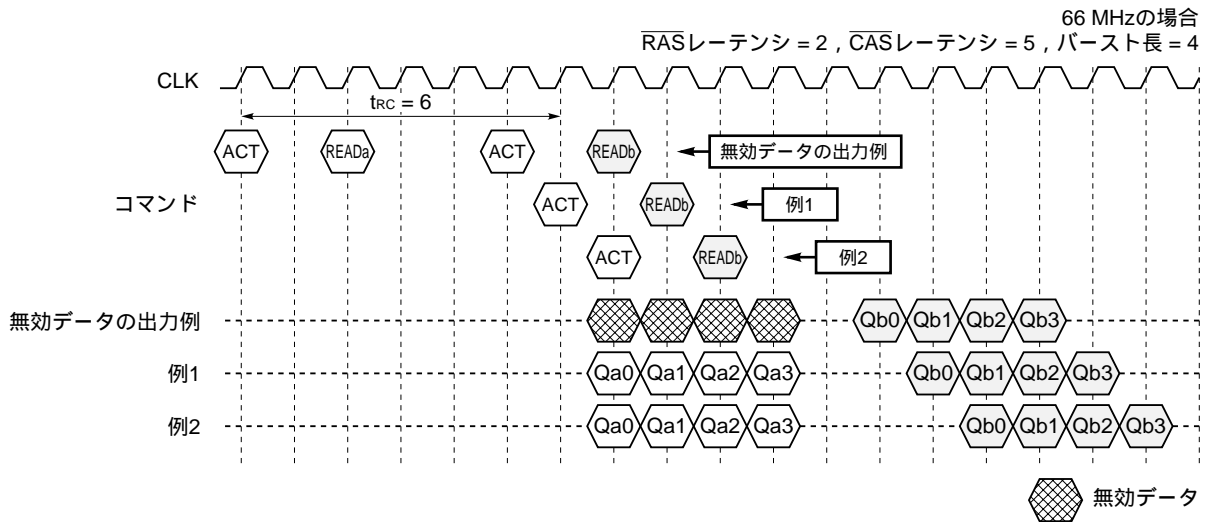 66 MHzの場合
RASレーテンシ = 2 , CASレーテンシ = 5 , バースト長 = 4
CLK
tRC = 6
ACT READa ACT READb 無効データの出力例
コマンド ACT READb 例1
ACT READb 例2
無効データの出力例 Qb0 Qb1 Qb2 Qb3
例1 Qa0 Qa1 Qa2 Qa3 Qb0 Qb1 Qb2 Qb3
例2 Qa0 Qa1 Qa2 Qa3 Qb0 Qb1 Qb2 Qb3
無効データ